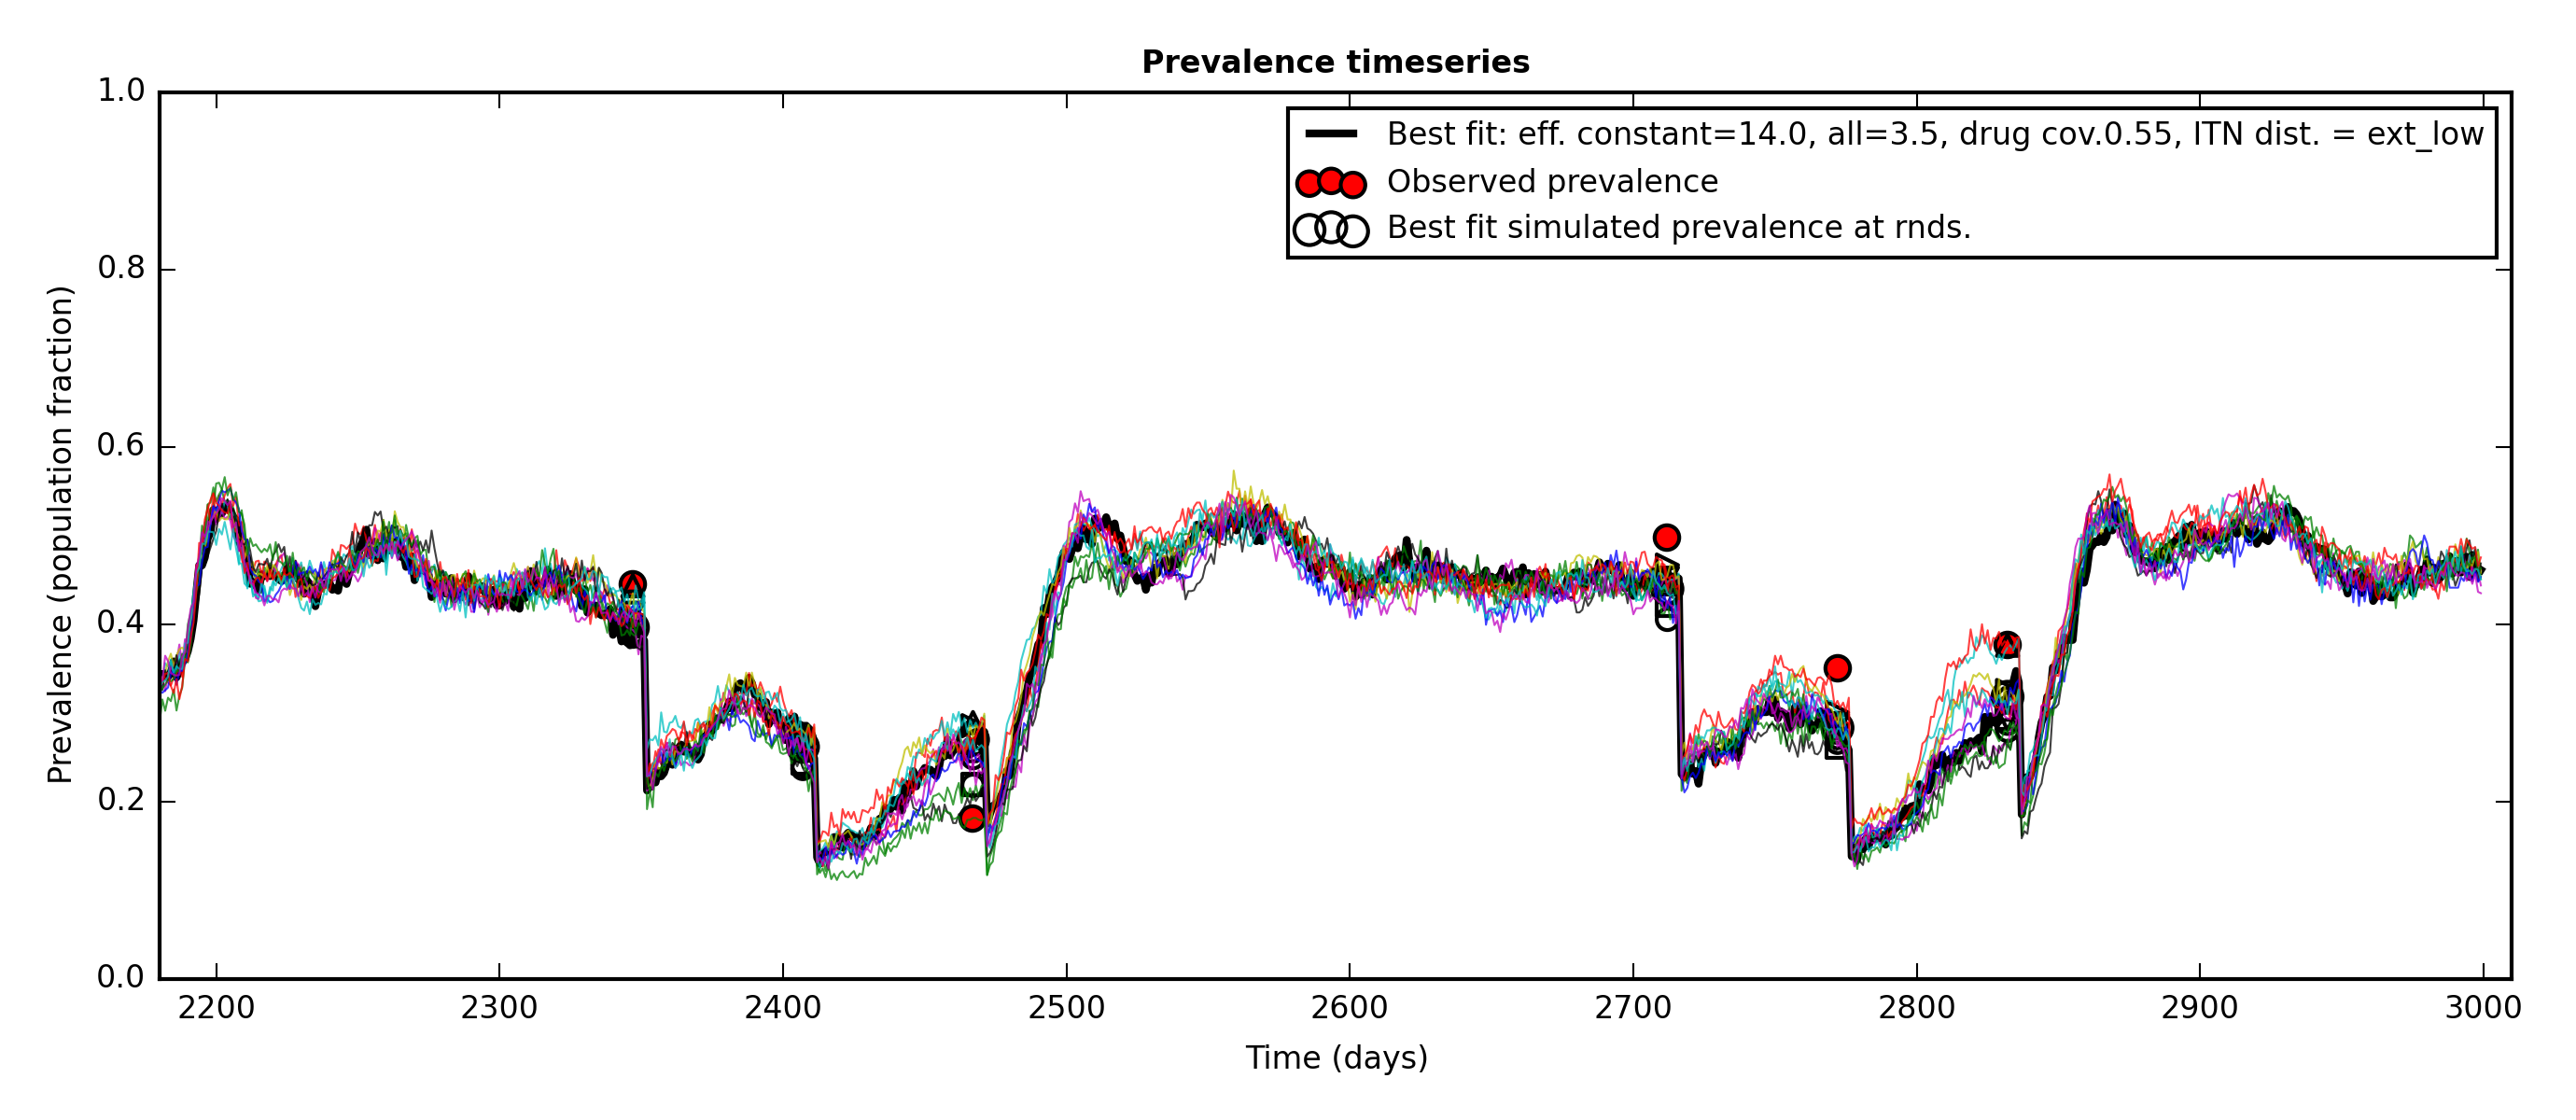 Prevalence timeseries
Prevalence (population fraction)
1.0
0.8
0.6
0.4
0.2
0.0
Best fit: eff. constant=14.0, all=3.5, drug cov.0.55, ITN dist. = ext_low
Observed prevalence
Best fit simulated prevalence at rnds.
2200 2300 2400 2500 2600 2700 2800 2900 3000
Time (days)